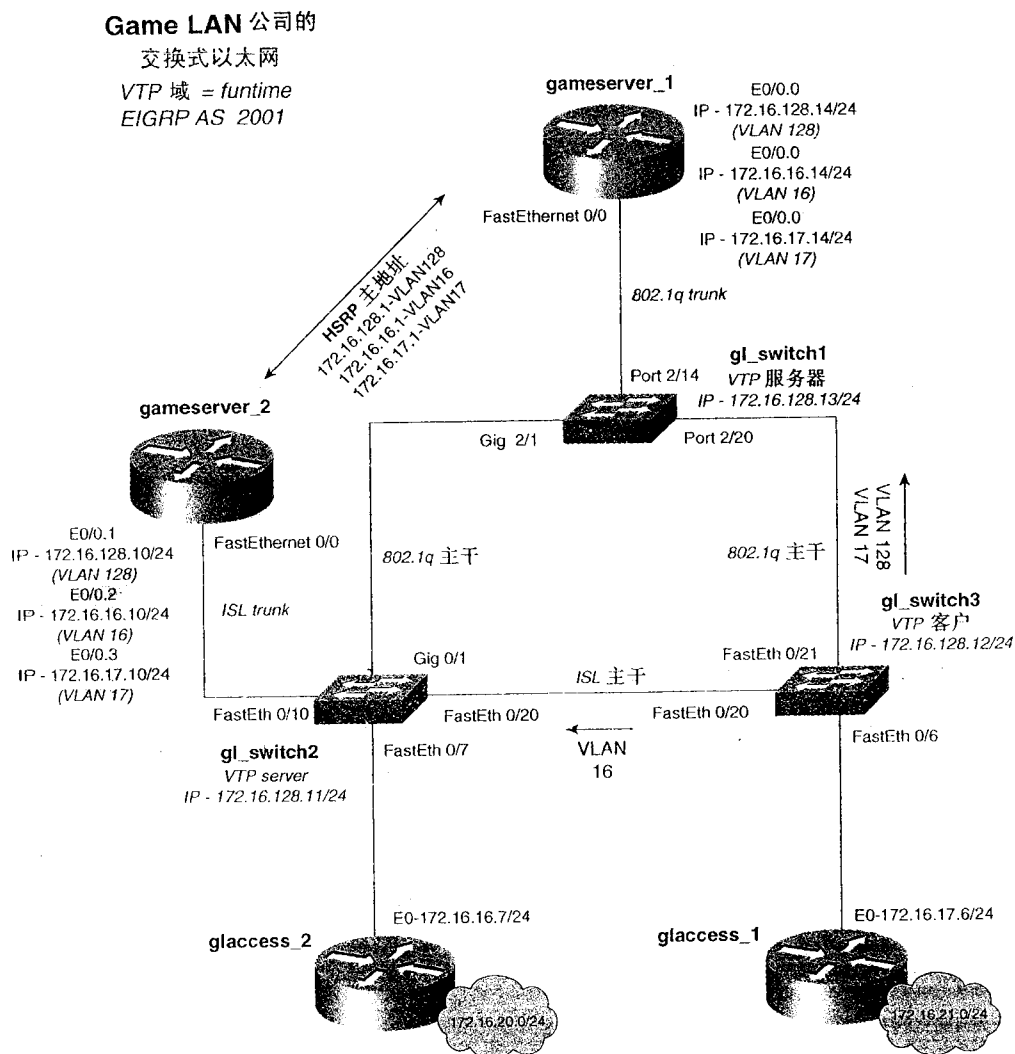 Game LAN 公司的
交换式以太网
VTP 域 = funtime
EIGRP AS 2001
gameserver_1
E0/0.0
IP - 172.16.128.14/24
(VLAN 128)
E0/0.0
IP - 172.16.16.14/24
(VLAN 16)
E0/0.0
IP - 172.16.17.14/24
(VLAN 17)
FastEthernet 0/0
802.1q trunk
HSRP 主地址
172.16.128.1-VLAN128
172.16.16.1-VLAN16
172.16.17.1-VLAN17
gl_switch1
VTP 服务器
IP - 172.16.128.13/24
Port 2/14
Gig 2/1
Port 2/20
gameserver_2
FastEthernet 0/0
E0/0.1
IP - 172.16.128.10/24
(VLAN 128)
E0/0.2
IP - 172.16.16.10/24
(VLAN 16)
E0/0.3
IP - 172.16.17.10/24
(VLAN 17)
ISL trunk
802.1q 主干
802.1q 主干
VLAN 128
VLAN 17
gl_switch3
VTP 客户
IP - 172.16.128.12/24
Gig 0/1
FastEth 0/21
ISL 主干
FastEth 0/10
FastEth 0/20
FastEth 0/20
FastEth 0/7
FastEth 0/6
VLAN
16
gl_switch2
VTP server
IP - 172.16.128.11/24
E0-172.16.16.7/24
E0-172.16.17.6/24
glaccess_2
glaccess_1
172.16.20.0/24
172.16.21.0/24